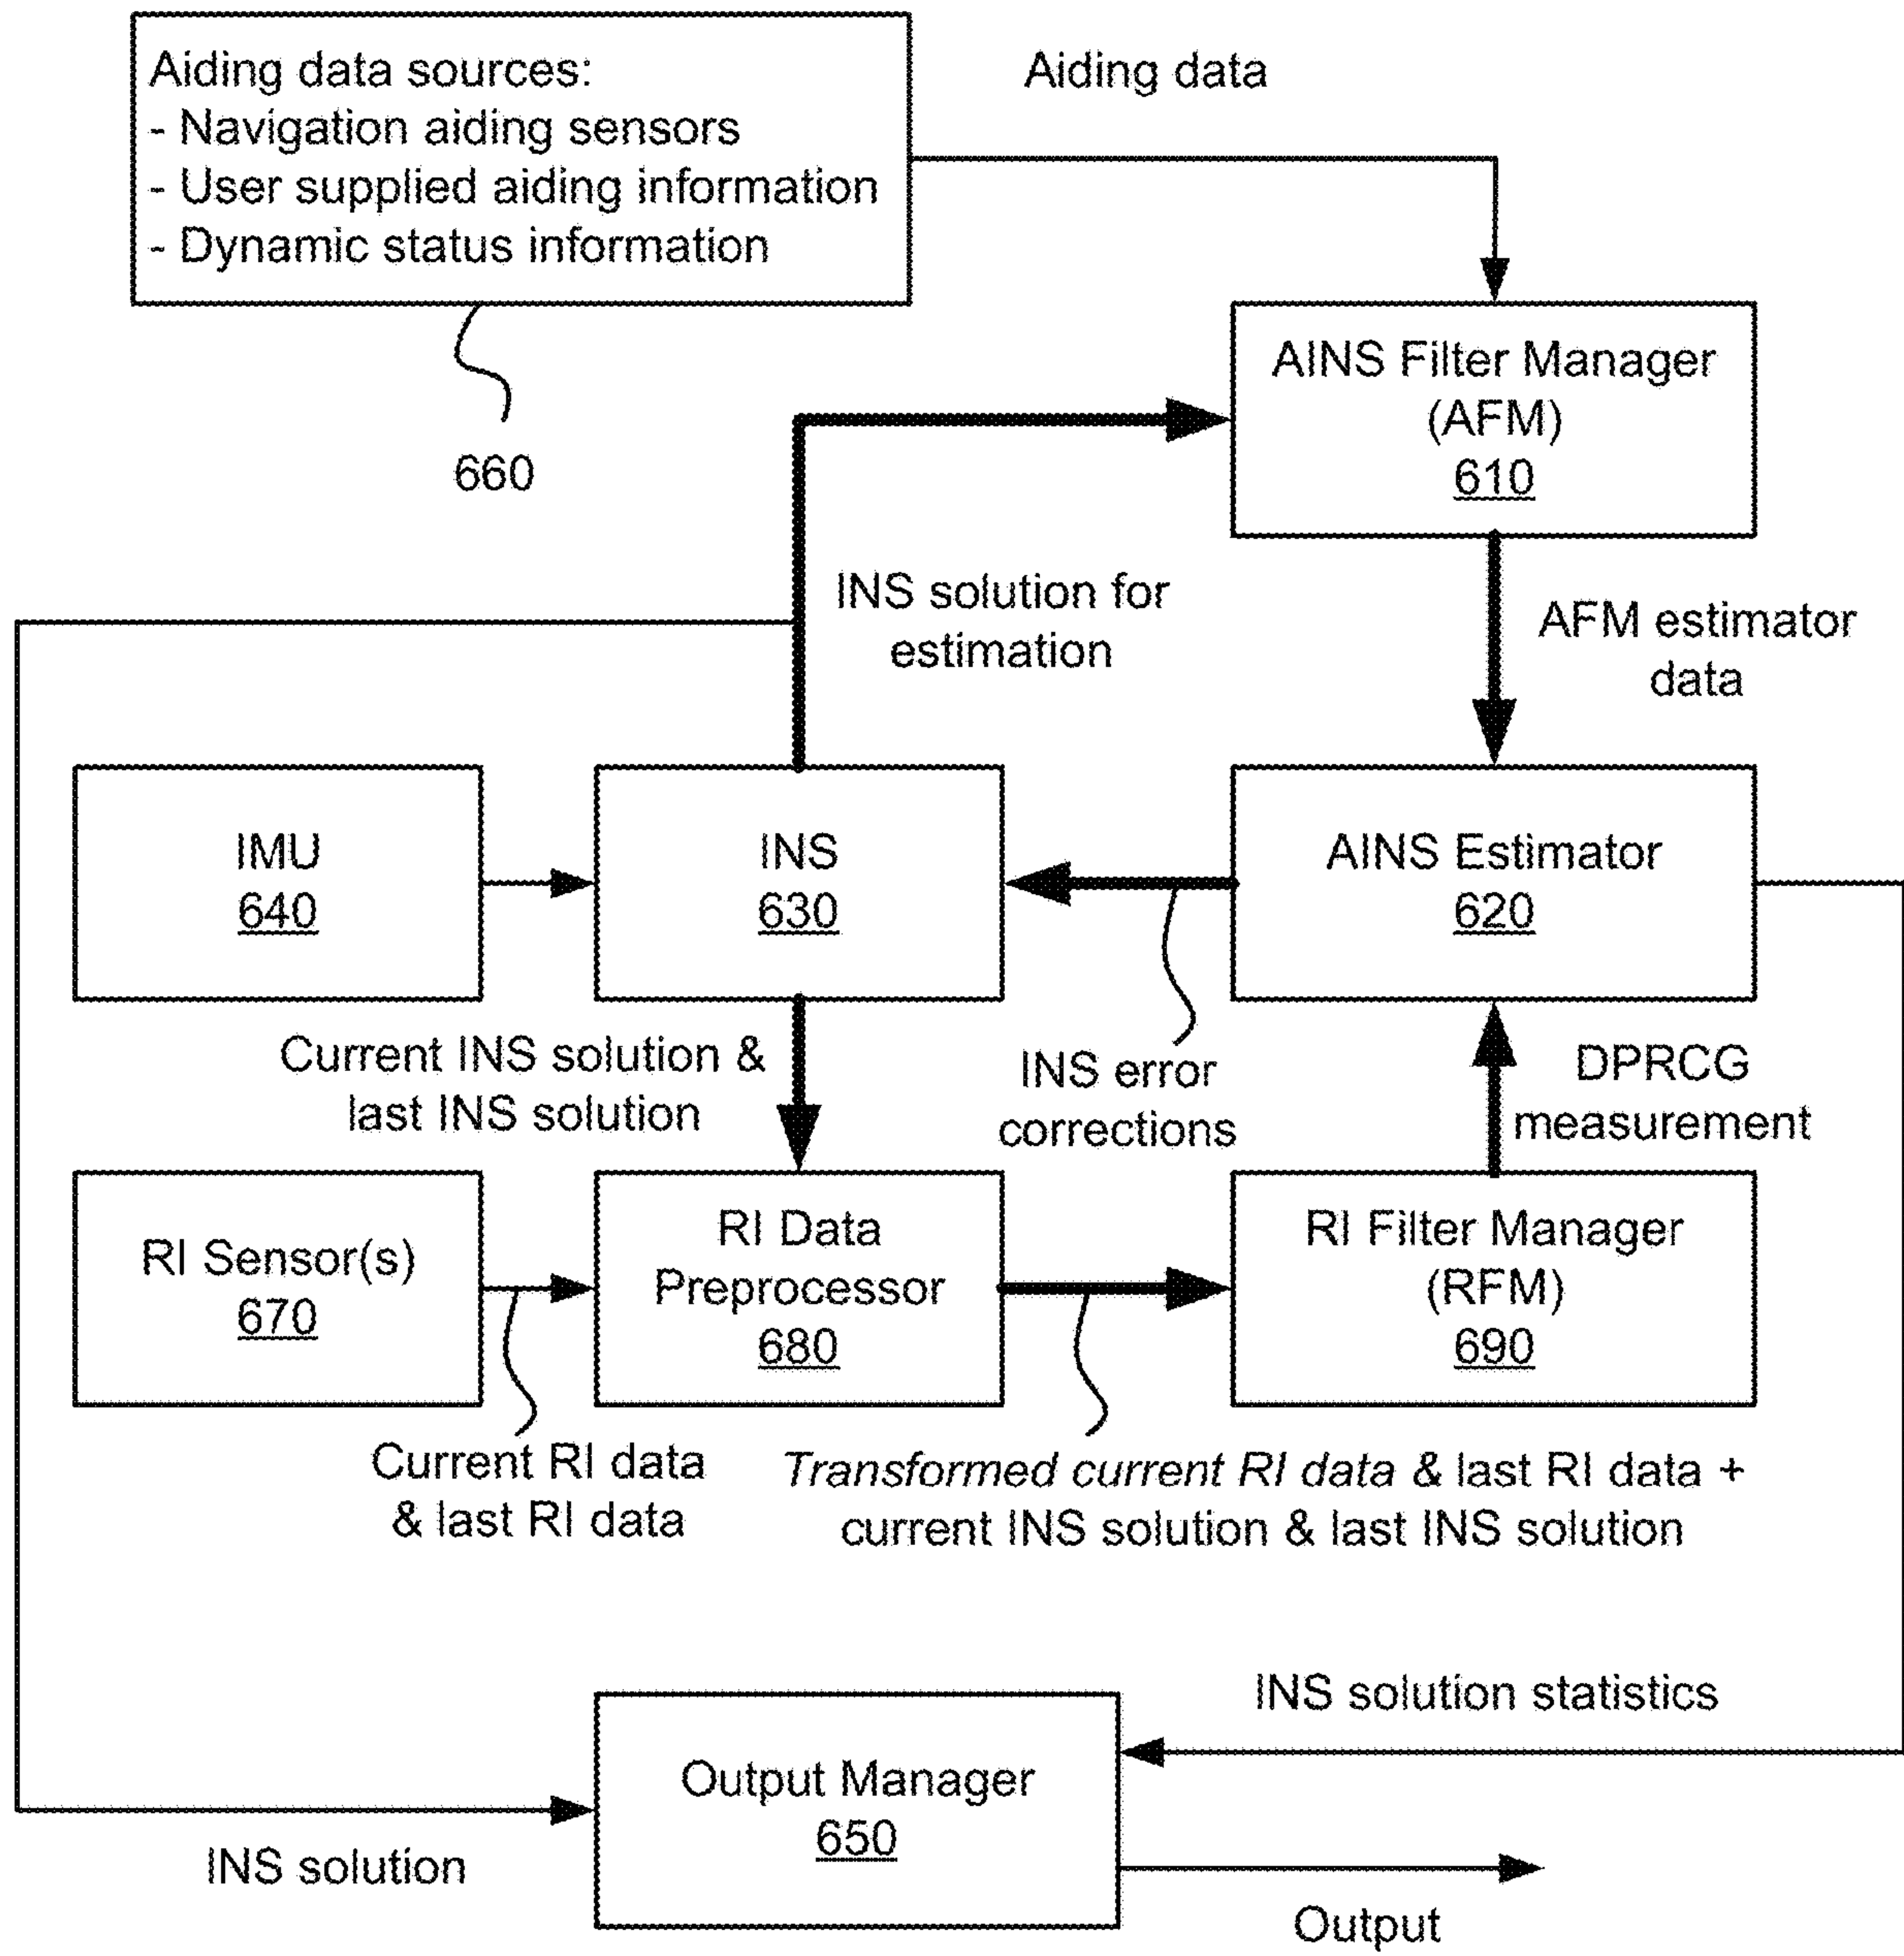 Aiding data sources:
- Navigation aiding sensors
- User supplied aiding information
- Dynamic status information
Aiding data
660
AINS Filter Manager
(AFM)
610
INS solution for
estimation
AFM estimator
data
IMU
640
INS
630
AINS Estimator
620
Current INS solution &
last INS solution
INS error
corrections
DPRCG
measurement
RI Sensor(s)
670
RI Data
Preprocessor
680
RI Filter Manager
(RFM)
690
Current RI data
& last RI data
Transformed current RI data & last RI data +
current INS solution & last INS solution
INS solution statistics
Output Manager
650
INS solution
Output